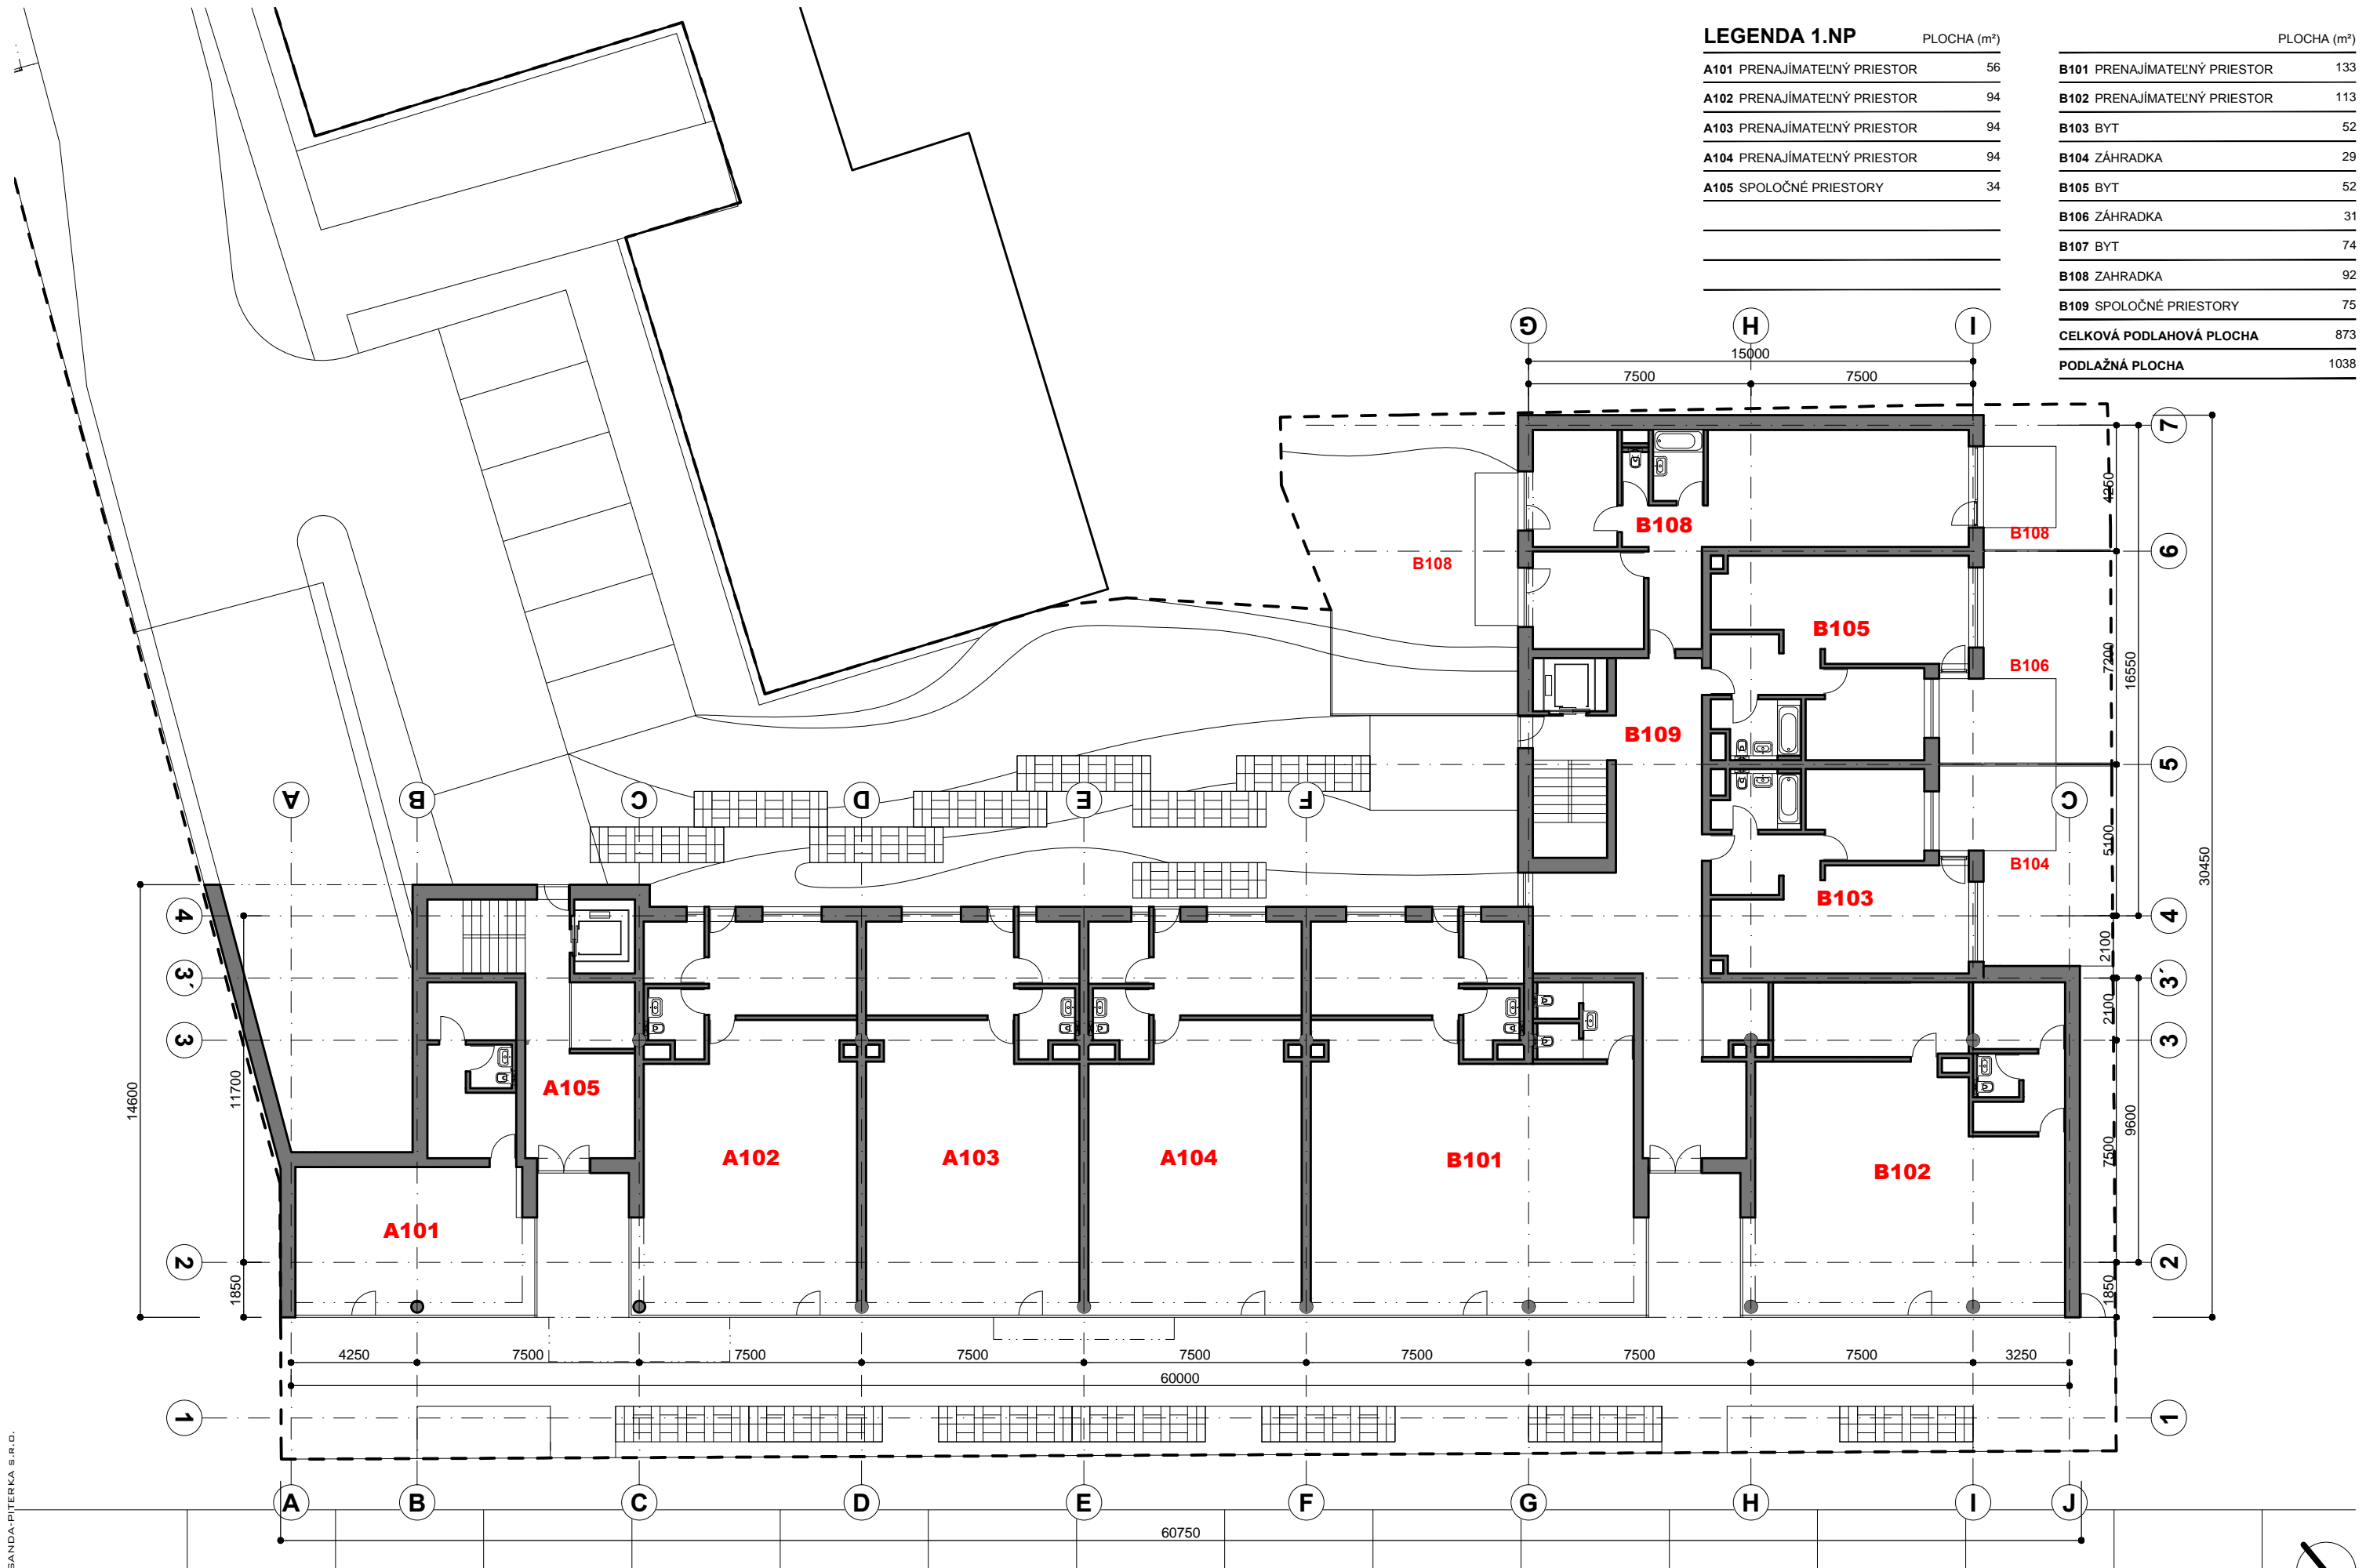 LEGENDA 1.NP PLOCHA (m²)
A101 PRENAJÍMATEĽNÝ PRIESTOR 56
A102 PRENAJÍMATEĽNÝ PRIESTOR 94
A103 PRENAJÍMATEĽNÝ PRIESTOR 94
A104 PRENAJÍMATEĽNÝ PRIESTOR 94
A105 SPOLOČNÉ PRIESTORY 34
PLOCHA (m²)
B101 PRENAJÍMATEĽNÝ PRIESTOR 133
B102 PRENAJÍMATEĽNÝ PRIESTOR 113
B103 BYT 52
B104 ZÁHRADKA 29
B105 BYT 52
B106 ZÁHRADKA 31
B107 BYT 74
B108 ZAHRADKA 92
B109 SPOLOČNÉ PRIESTORY 75
CELKOVÁ PODLAHOVÁ PLOCHA 873
PODLAŽNÁ PLOCHA 1038
G H I
15000
7500 7500
7
4250
B108
B108
6
B108
B105
7200
16550
B106
B109
5
A B C D E F
C
5100
B104
30450
B103
4
4
2100
3´
3´
2100
3
3
A105
14600
11700
9600
A102 A103 A104 B101
7500
B102
A101
2
2
1850
1850
4250 7500 7500 7500 7500 7500 7500 7500 3250
60000
1
1
A B C D E F G H I J
60750
SANDA-PITERKA S.R.O.